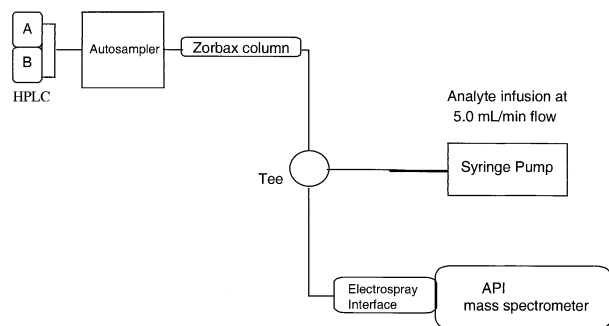 A
B
HPLC
Autosampler
Zorbax column
Analyte infusion at
5.0 mL/min flow
Tee
Syringe Pump
Electrospray
Interface
API
mass spectrometer